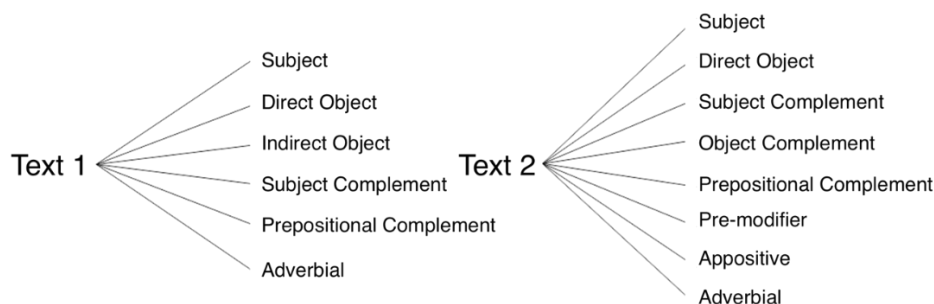 Text 1
Subject
Direct Object
Indirect Object
Subject Complement
Prepositional Complement
Adverbial
Text 2
Subject
Direct Object
Subject Complement
Object Complement
Prepositional Complement
Pre-modifier
Appositive
Adverbial